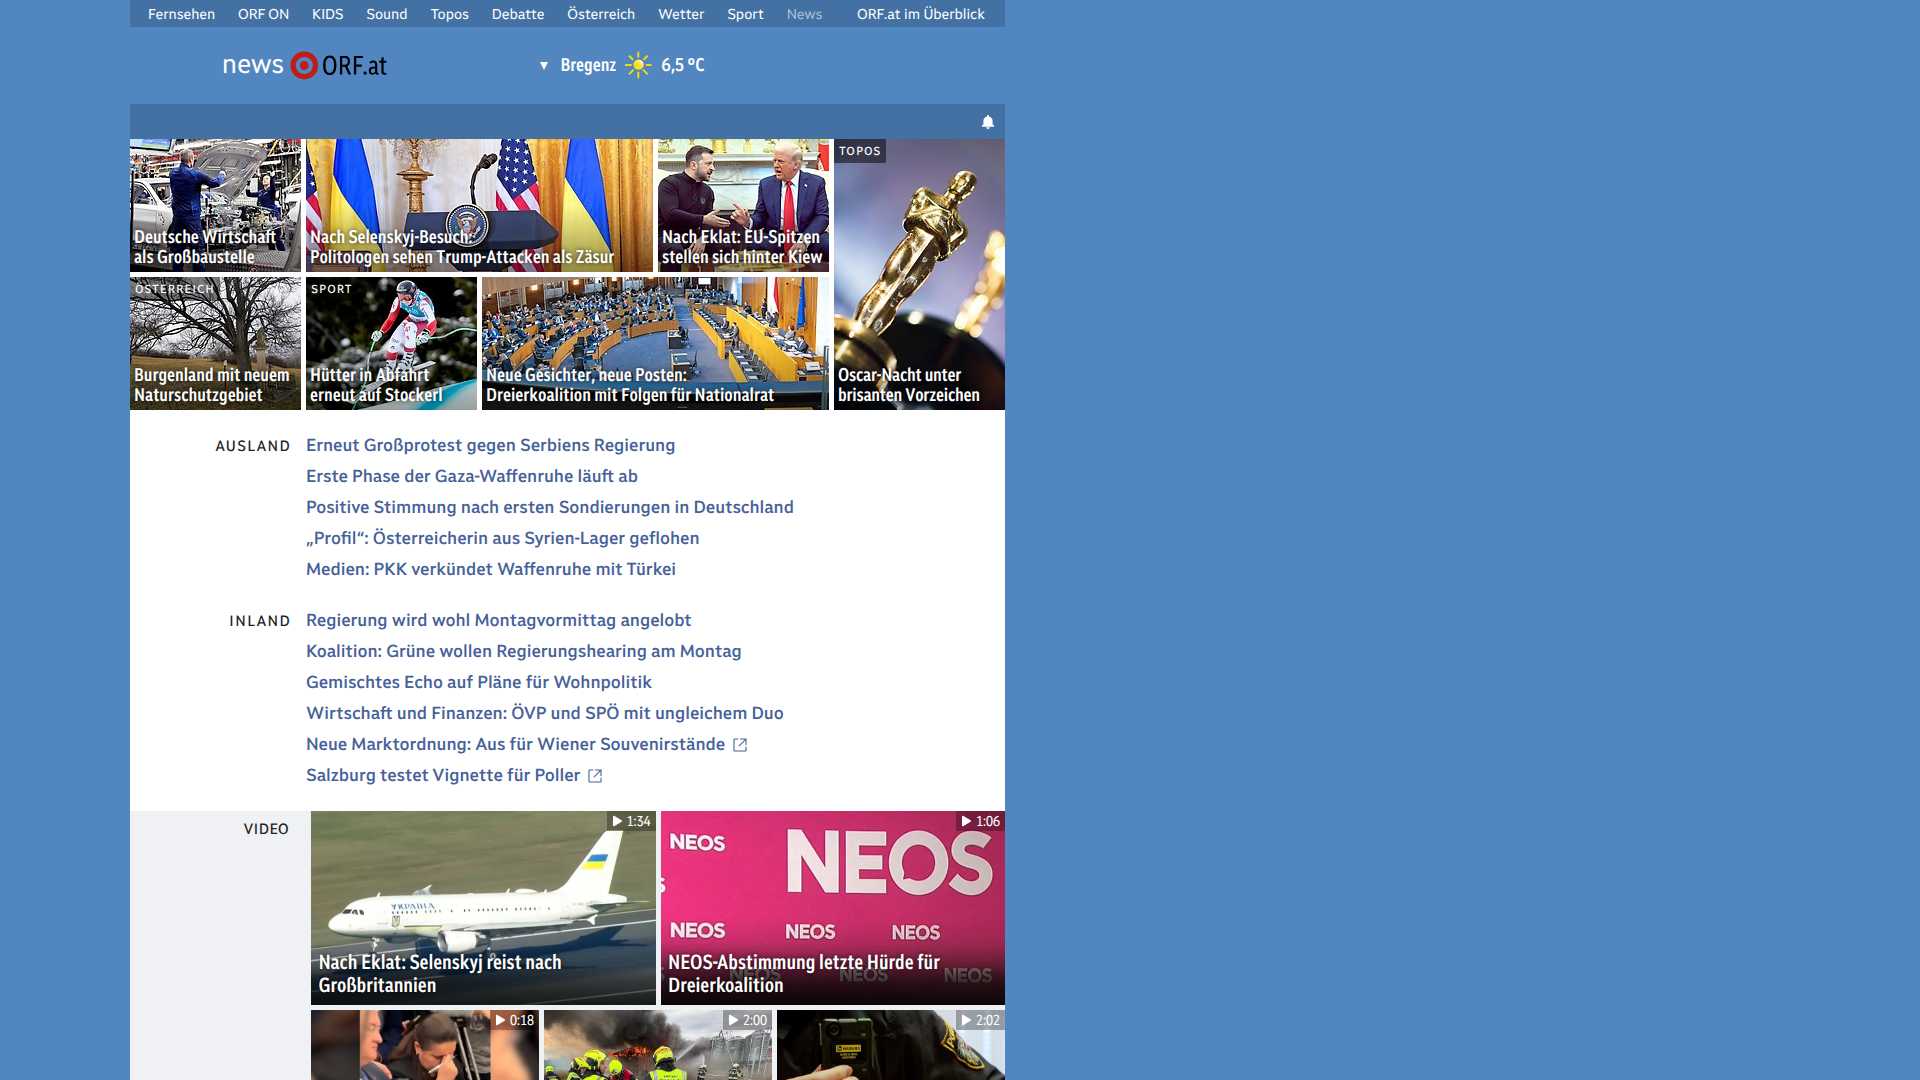 Fernsehen ORF ON KIDS Sound Topos Debatte Österreich Wetter Sport News ORF.at im Überblick
news ORF.at
Bregenz 6,5 °C
Deutsche Wirtschaft
als Großbaustelle
Nach Selenskyj-Besuch:
Politologen sehen Trump-Attacken als Zäsur
Nach Eklat: EU-Spitzen
stellen sich hinter Kiew
TOPOS
Oscar-Nacht unter
brisanten Vorzeichen
ÖSTERREICH
Burgenland mit neuem
Naturschutzgebiet
SPORT
Hütter in Abfahrt
erneut auf Stockerl
Neue Gesichter, neue Posten:
Dreierkoalition mit Folgen für Nationalrat
AUSLAND
Erneut Großprotest gegen Serbiens Regierung
Erste Phase der Gaza-Waffenruhe läuft ab
Positive Stimmung nach ersten Sondierungen in Deutschland
„Profil“: Österreicherin aus Syrien-Lager geflohen
Medien: PKK verkündet Waffenruhe mit Türkei
INLAND
Regierung wird wohl Montagvormittag angelobt
Koalition: Grüne wollen Regierungshearing am Montag
Gemischtes Echo auf Pläne für Wohnpolitik
Wirtschaft und Finanzen: ÖVP und SPÖ mit ungleichem Duo
Neue Marktordnung: Aus für Wiener Souvenirstände
Salzburg testet Vignette für Poller
VIDEO
1:34
УКРАЇНА
Nach Eklat: Selenskyj reist nach
Großbritannien
1:06
NEOS NEOS
NEOS NEOS NEOS
NEOS NEOS NEOS
NEOS-Abstimmung letzte Hürde für
Dreierkoalition
0:18
2:00
2:02